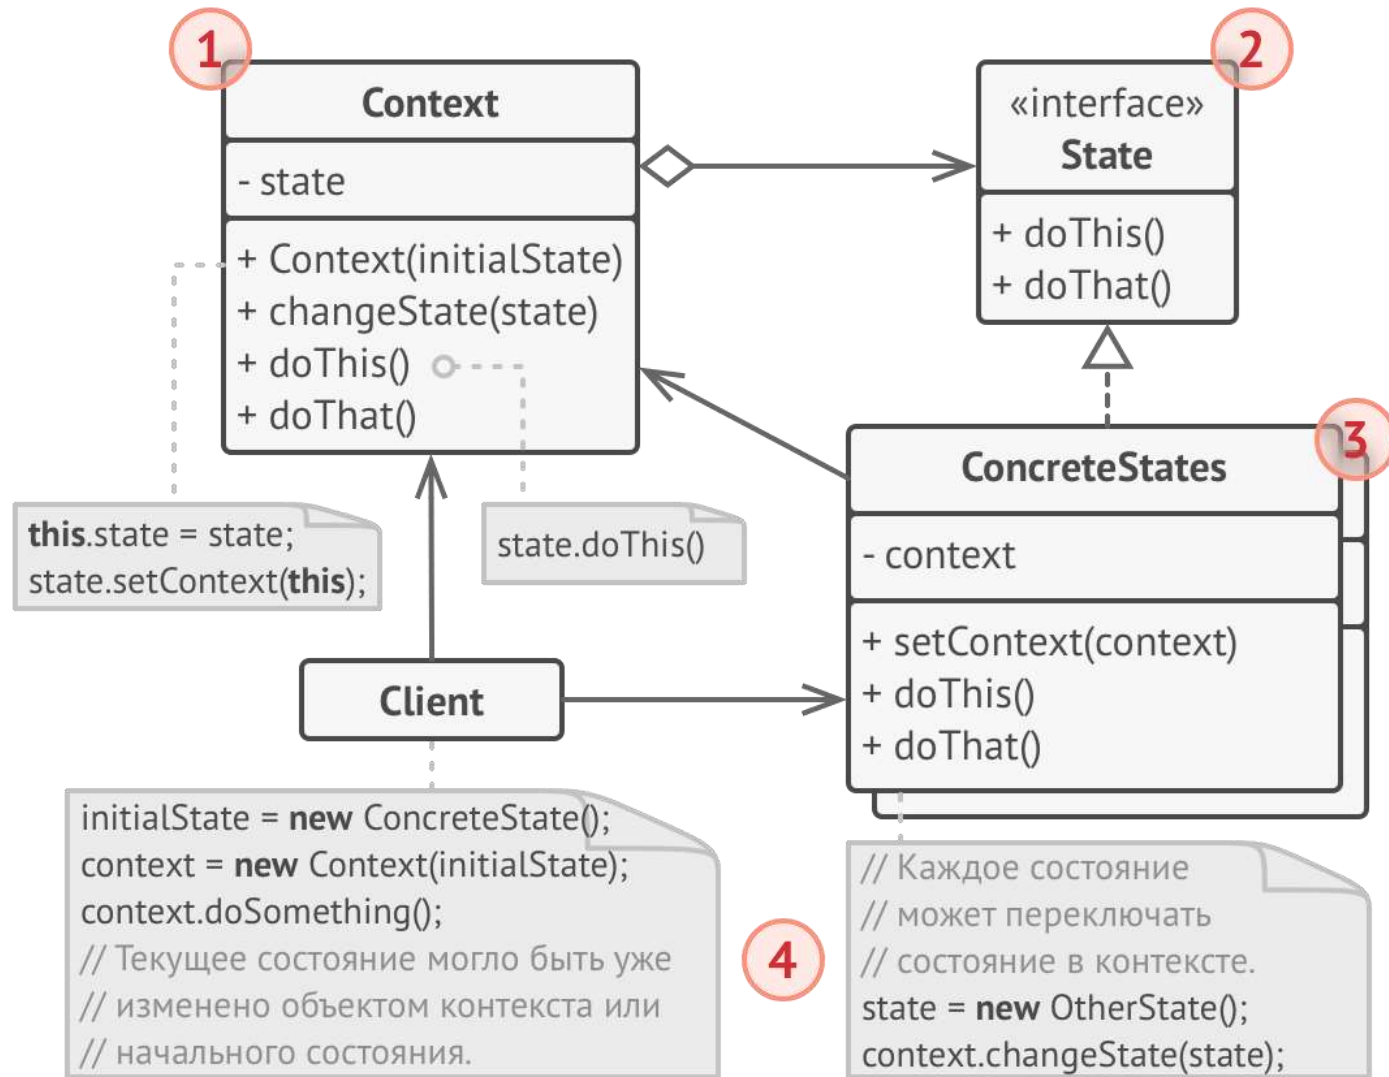 1
Context
- state
+ Context(initialState)
+ changeState(state)
+ doThis()
+ doThat()
2
«interface»
State
+ doThis()
+ doThat()
this.state = state;
state.setContext(this);
state.doThis()
3
ConcreteStates
- context
+ setContext(context)
+ doThis()
+ doThat()
Client
initialState = new ConcreteState();
context = new Context(initialState);
context.doSomething();
// Текущее состояние могло быть уже
// изменено объектом контекста или
// начального состояния.
4
// Каждое состояние
// может переключать
// состояние в контексте.
state = new OtherState();
context.changeState(state);